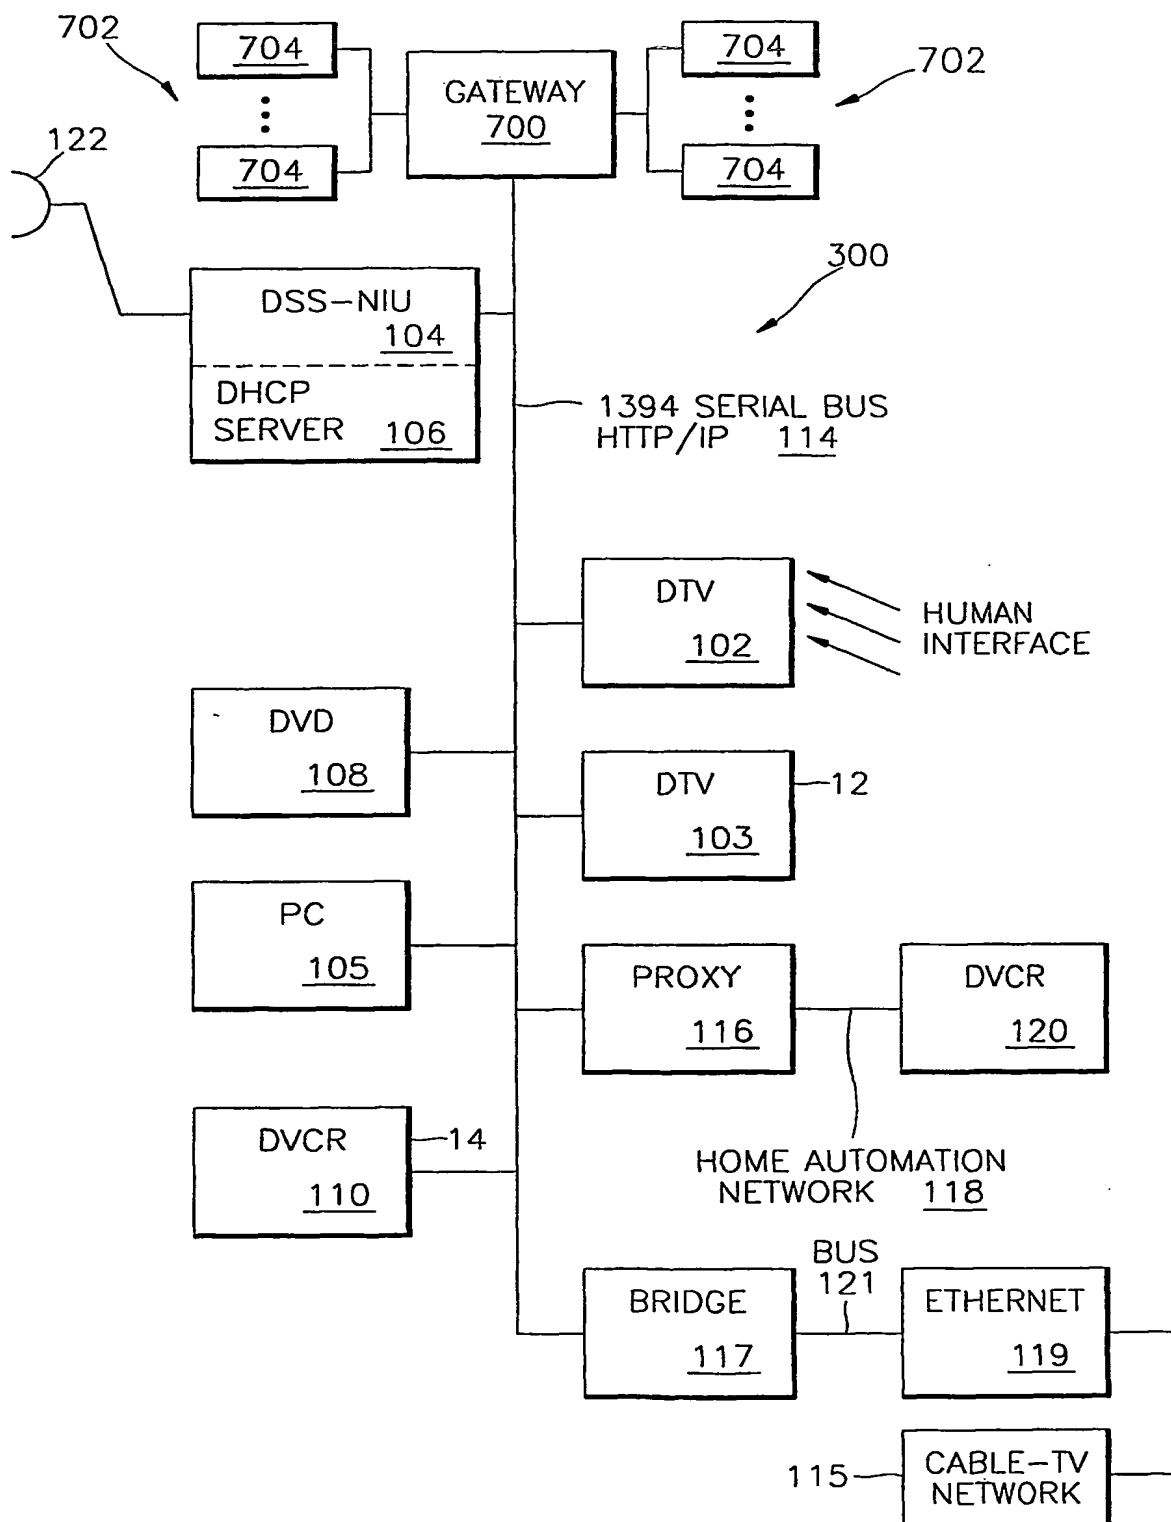 702
704
704
GATEWAY
700
704
704
702
122
300
DSS-NIU
104
DHCP
SERVER
106
1394 SERIAL BUS
HTTP/IP 114
DTV
102
HUMAN
INTERFACE
DVD
108
DTV
103
12
PC
105
PROXY
116
DVCR
120
DVCR
110
14
HOME AUTOMATION
NETWORK 118
BUS
121
BRIDGE
117
ETHERNET
119
115
CABLE-TV
NETWORK